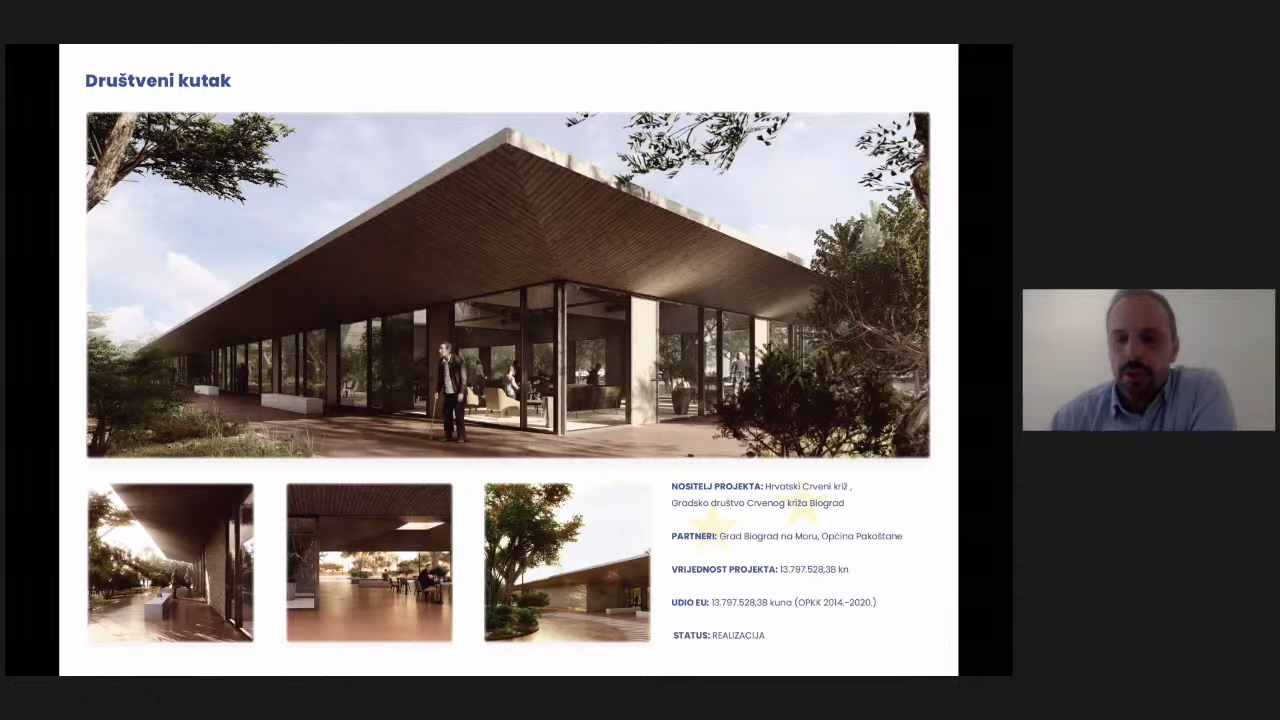 Društveni kutak
NOSITELJ PROJEKTA: Hrvatski Crveni križ ,
Gradsko društvo Crvenog križa Biograd
PARTNERI: Grad Biograd na Moru, Općina Pakoštane
VRIJEDNOST PROJEKTA: 13.797.528,38 kn
UDIO EU: 13.797.528,38 kuna (OPKK 2014.-2020.)
STATUS: REALIZACIJA